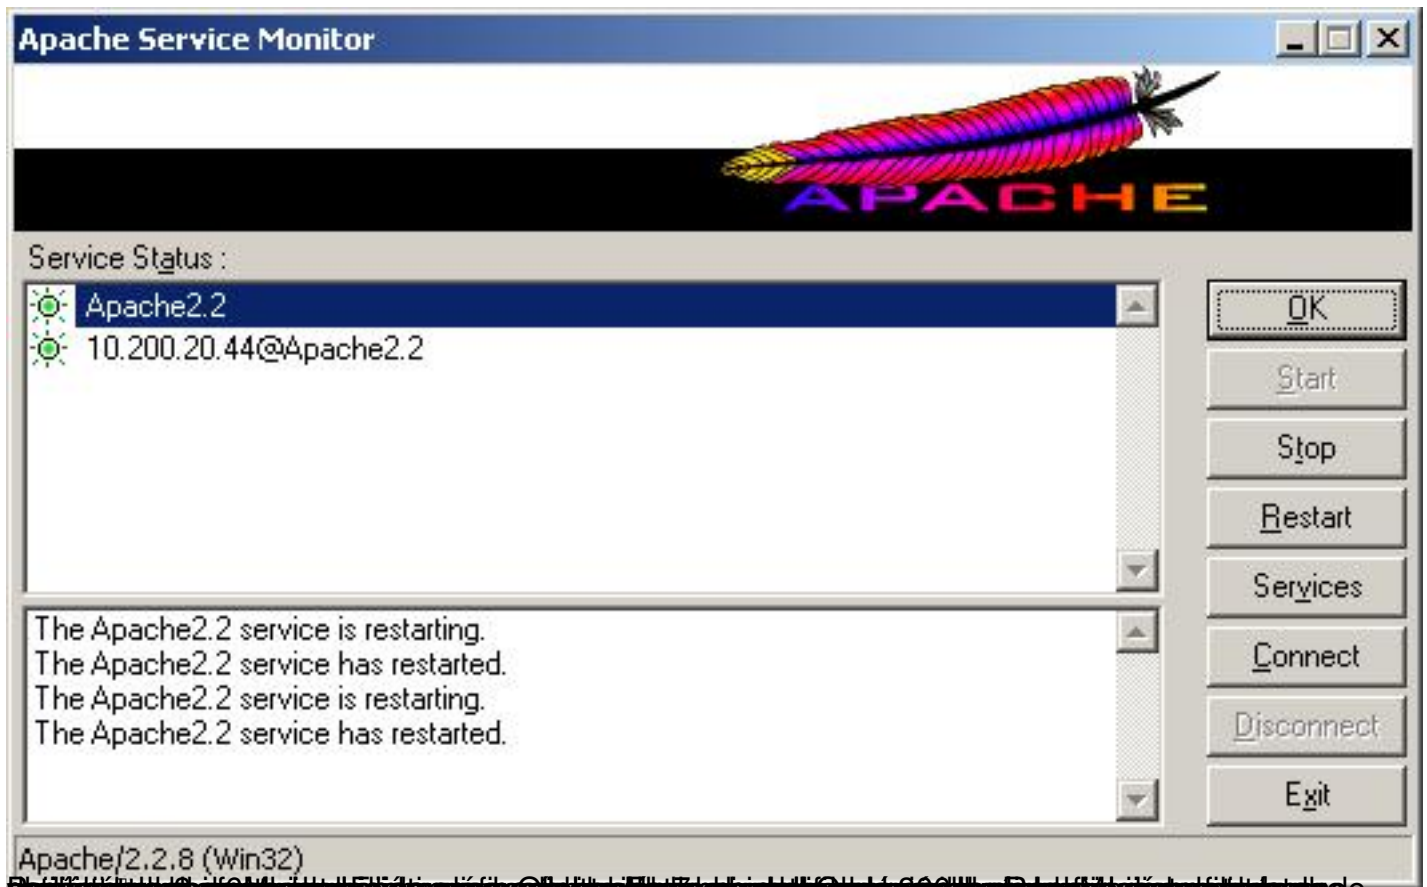 Apache Service Monitor
APACHE
Service Status :
Apache2.2
10.200.20.44@Apache2.2
OK
Start
Stop
Restart
Services
Connect
Disconnect
Exit
The Apache2.2 service is restarting.
The Apache2.2 service has restarted.
The Apache2.2 service is restarting.
The Apache2.2 service has restarted.
Apache/2.2.8 (Win32)